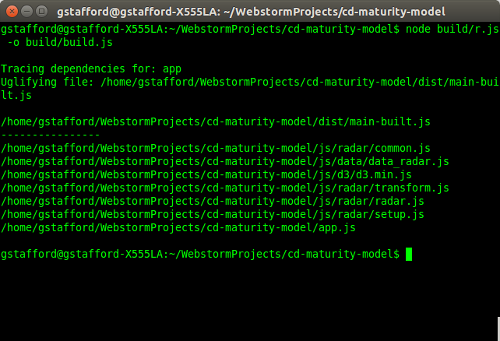 gstafford@gstafford-X555LA: ~/WebstormProjects/cd-maturity-model
gstafford@gstafford-X555LA:~/WebstormProjects/cd-maturity-model$ node build/r.js
 -o build/build.js
Tracing dependencies for: app
Uglifying file: /home/gstafford/WebstormProjects/cd-maturity-model/dist/main-bui
lt.js
/home/gstafford/WebstormProjects/cd-maturity-model/dist/main-built.js
----------------
/home/gstafford/WebstormProjects/cd-maturity-model/js/radar/common.js
/home/gstafford/WebstormProjects/cd-maturity-model/js/data/data_radar.js
/home/gstafford/WebstormProjects/cd-maturity-model/js/d3/d3.min.js
/home/gstafford/WebstormProjects/cd-maturity-model/js/radar/transform.js
/home/gstafford/WebstormProjects/cd-maturity-model/js/radar/radar.js
/home/gstafford/WebstormProjects/cd-maturity-model/js/radar/setup.js
/home/gstafford/WebstormProjects/cd-maturity-model/app.js
gstafford@gstafford-X555LA:~/WebstormProjects/cd-maturity-model$